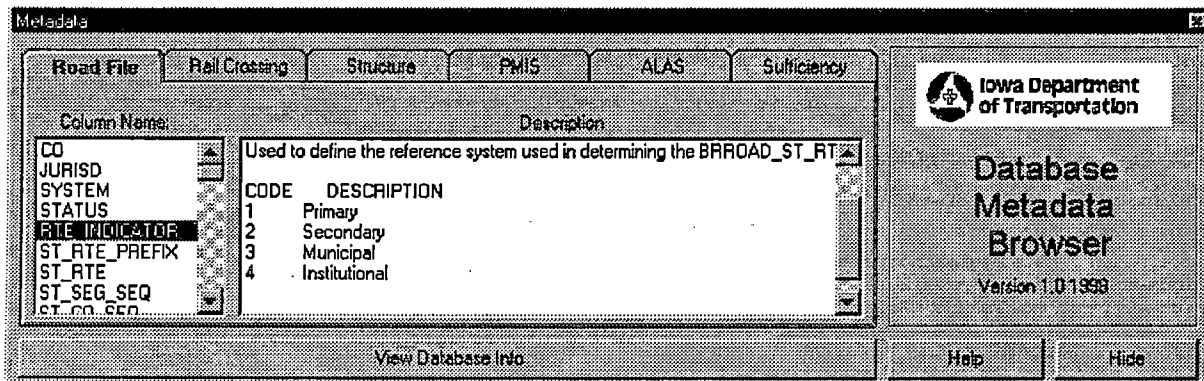 Metadata
Road File
Rail Crossing
Structure
PMIS
ALAS
Sufficiency
Column Name:
Description
CO
JURISD
SYSTEM
STATUS
RTE_INDICATOR
ST_RTE_PREFIX
ST_RTE
ST_SEG_SEQ
ST_CO_SEQ
Used to define the reference system used in determining the BRROAD_ST_RT
CODE DESCRIPTION
1 Primary
2 Secondary
3 Municipal
4 Institutional
Iowa Department
of Transportation
Database
Metadata
Browser
Version 1.0 1998
View Database Info.
Help
Hide